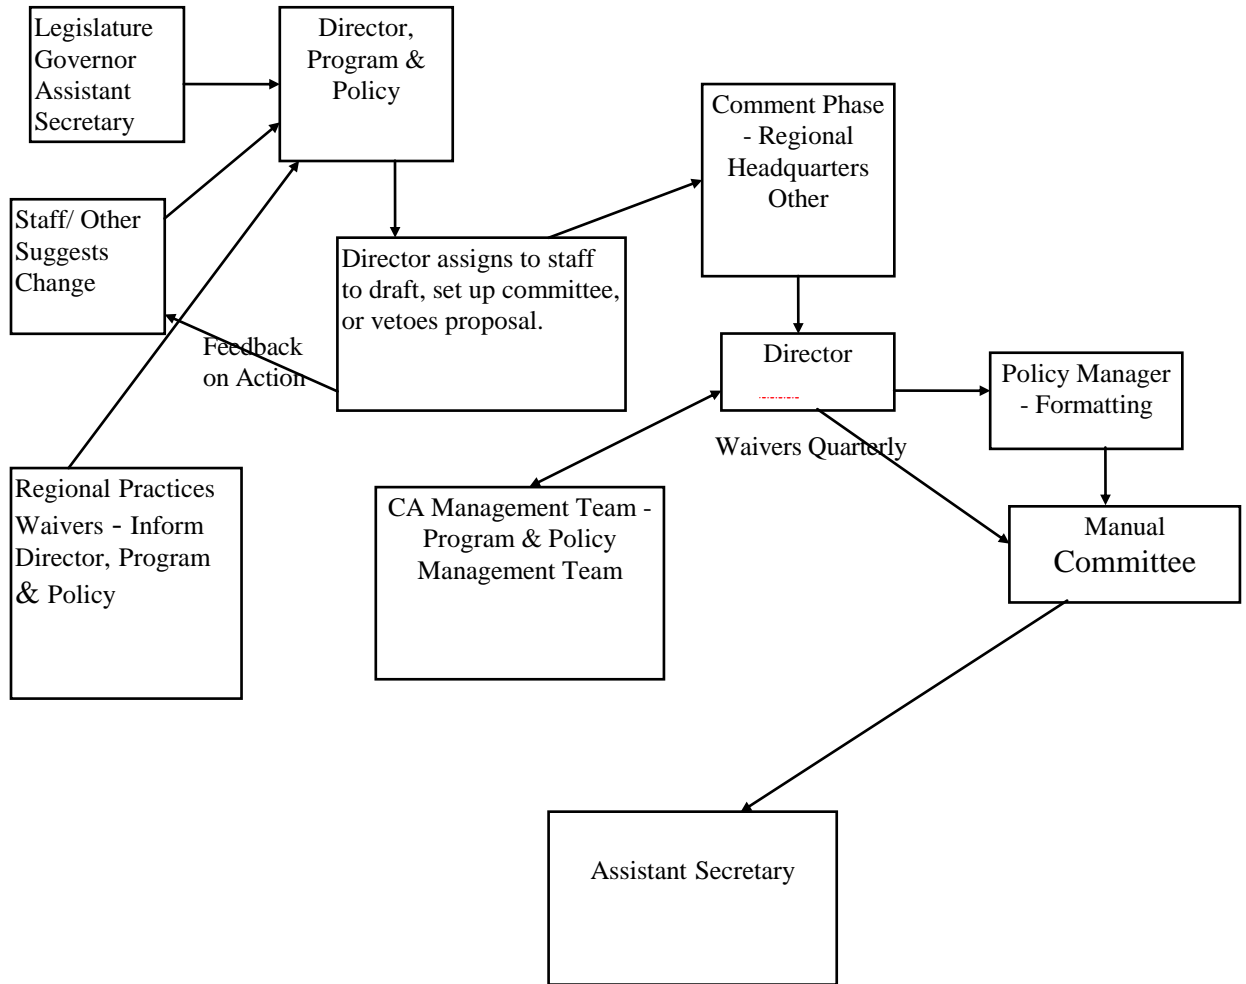 Legislature
Governor
Assistant
Secretary
Director,
Program &
Policy
Comment Phase
- Regional
Headquarters
Other
Staff/ Other
Suggests
Change
Director assigns to staff
to draft, set up committee,
or vetoes proposal.
Feedback
on Action
Director
Policy Manager
- Formatting
Waivers Quarterly
Regional Practices
Waivers - Inform
Director, Program
& Policy
CA Management Team -
Program & Policy
Management Team
Manual
Committee
Assistant Secretary